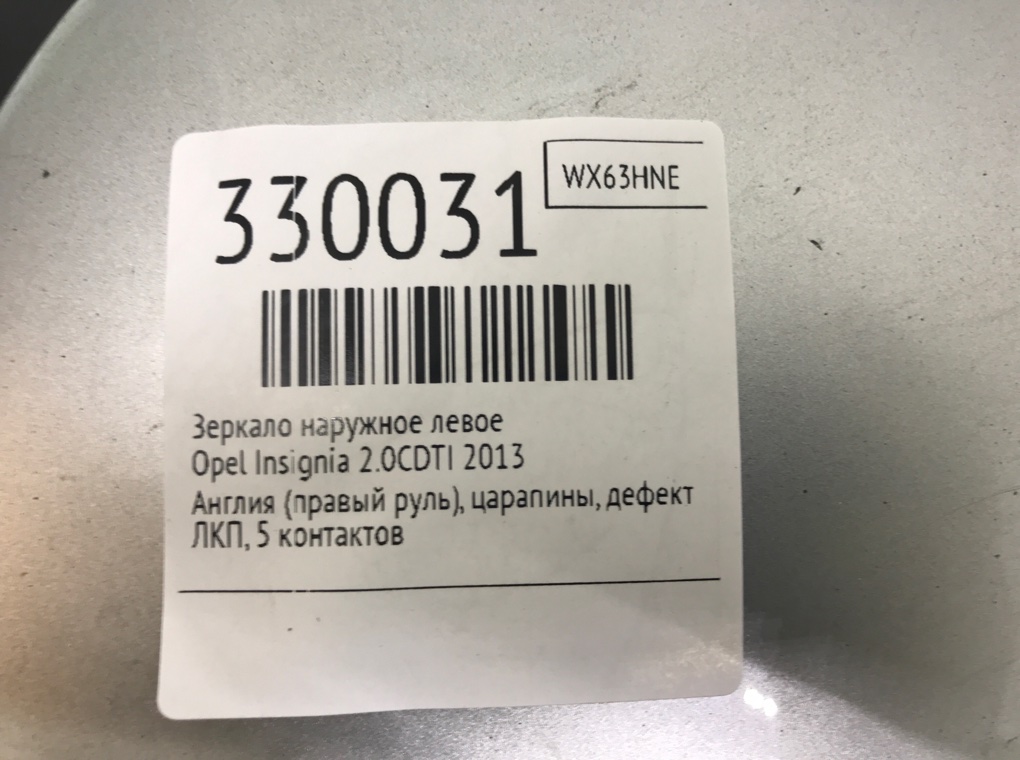 330031
WX63HNE
Зеркало наружное левое
Opel Insignia 2.0CDTI 2013
Англия (правый руль), царапины, дефект
ЛКП, 5 контактов